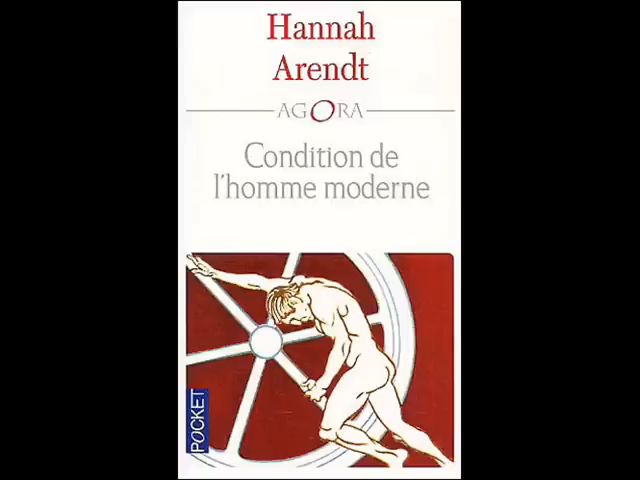 Hannah
Arendt
AGORA
Condition de
l'homme moderne
POCKET